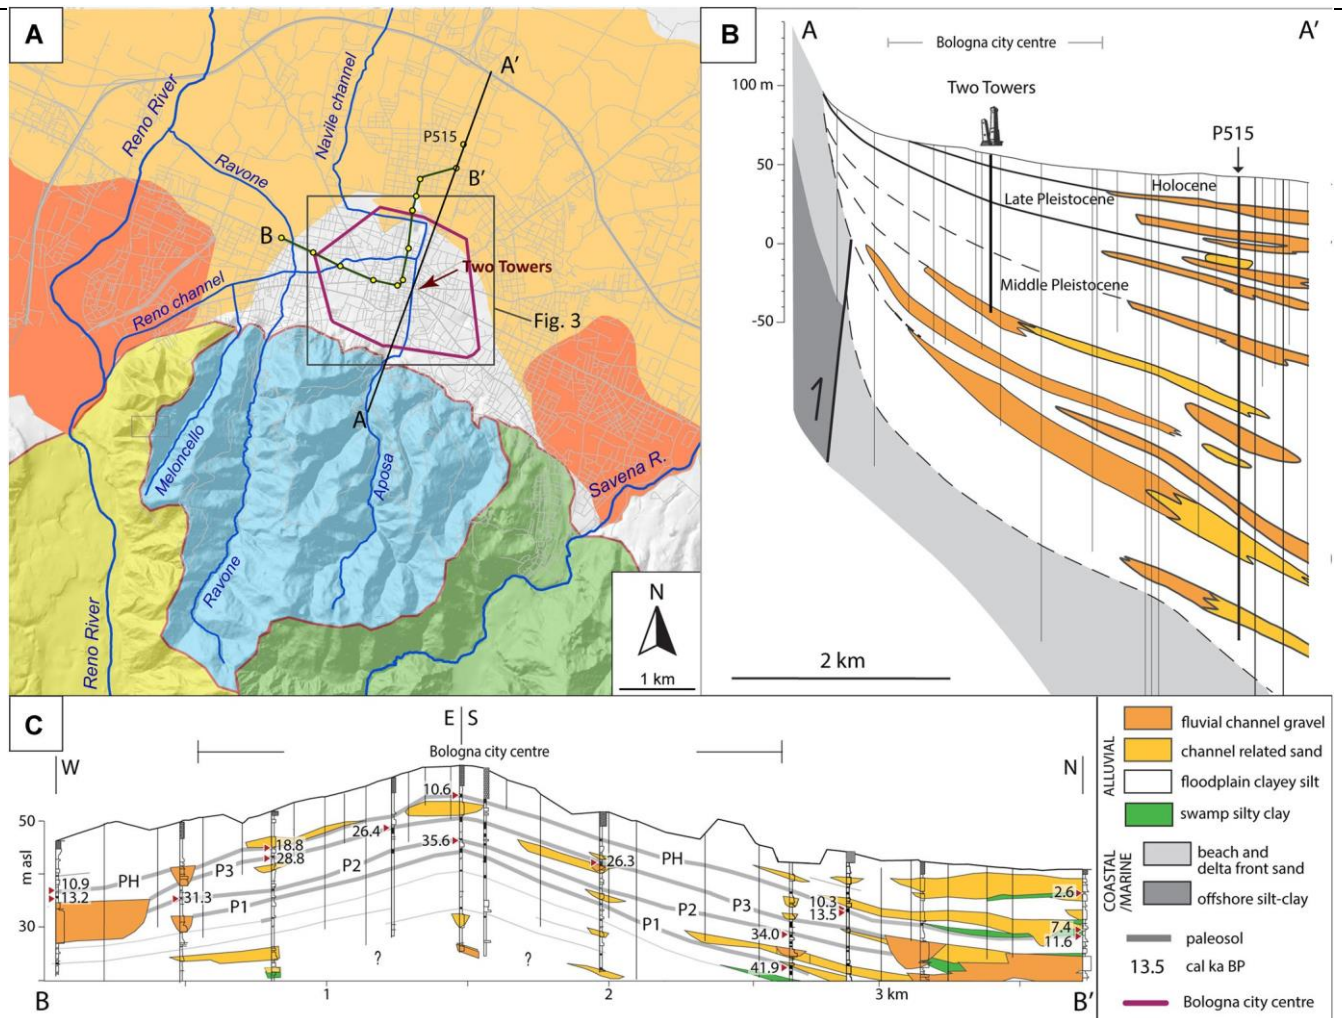 A
Reno River
Ravone
Navile channel
A'
P515
B'
B
Two Towers
Reno channel
Fig. 3
A
Meloncello
Ravone
Aposa
Savena R.
Reno River
N
1 km
B
A
A'
Bologna city centre
100 m
Two Towers
P515
50
Holocene
Late Pleistocene
0
Middle Pleistocene
-50
2 km
C
E
S
Bologna city centre
W
N
10.6
50
18.8
26.4
28.8
35.6
26.3
m asl
P3
P2
PH
10.9
PH
13.2
31.3
P1
P3
10.3
2.6
P2
13.5
30
P1
34.0
7.4
11.6
?
?
41.9
B
1
2
3 km
B'
ALLUVIAL
fluvial channel gravel
channel related sand
floodplain clayey silt
swamp silty clay
COASTAL
/MARINE
beach and
delta front sand
offshore silt-clay
paleosol
13.5
cal ka BP
Bologna city centre